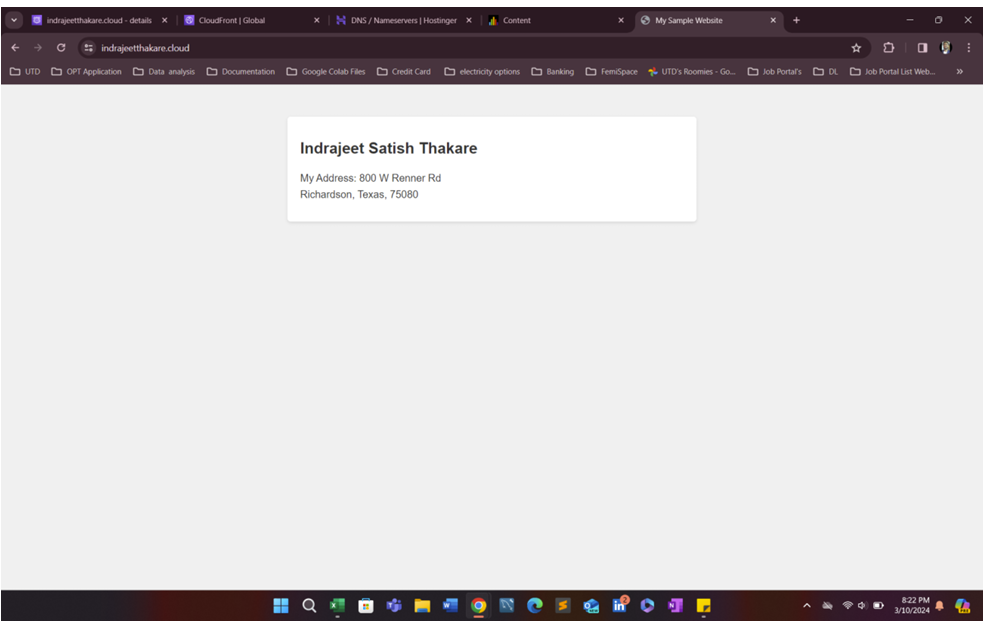 indrajeetthakare.cloud - details
CloudFront | Global
DNS / Nameservers | Hostinger
Content
My Sample Website
indrajeetthakare.cloud
UTD
OPT Application
Data analysis
Documentation
Google Colab Files
Credit Card
electricity options
Banking
FemiSpace
UTD's Roomies - Go...
Job Portal's
DL
Job Portal List Web...
Indrajeet Satish Thakare
My Address: 800 W Renner Rd
Richardson, Texas, 75080
8:22 PM
3/10/2024